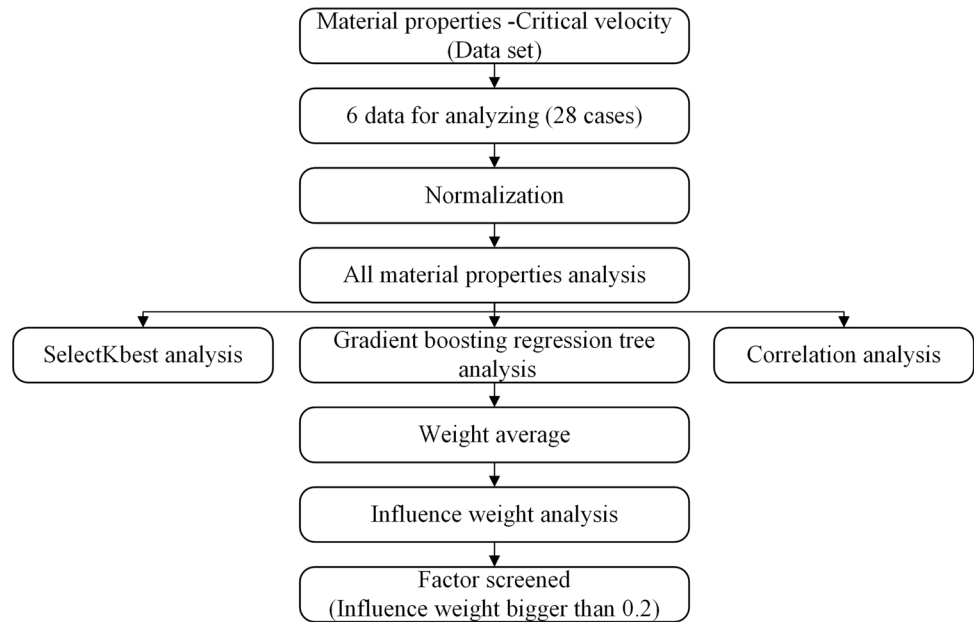 Material properties -Critical velocity
(Data set)
6 data for analyzing (28 cases)
Normalization
All material properties analysis
SelectKbest analysis
Gradient boosting regression tree
analysis
Correlation analysis
Weight average
Influence weight analysis
Factor screened
(Influence weight bigger than 0.2)